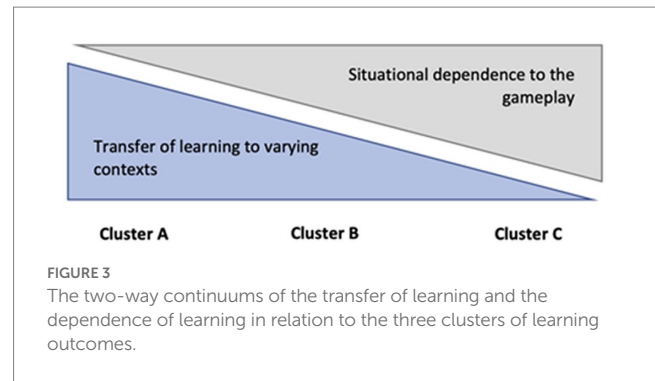 Situational dependence to the
gameplay
Transfer of learning to varying
contexts
Cluster A Cluster B Cluster C
FIGURE 3
The two-way continuums of the transfer of learning and the
dependence of learning in relation to the three clusters of learning
outcomes.